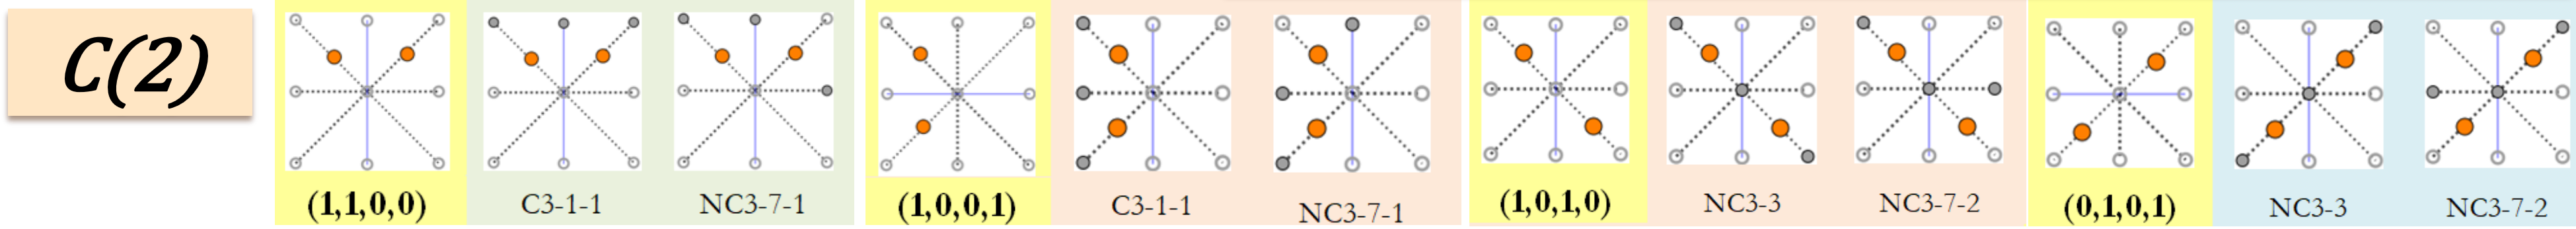 C(2)
(1,1,0,0)
C3-1-1
NC3-7-1
(1,0,0,1)
C3-1-1
NC3-7-1
(1,0,1,0)
NC3-3
NC3-7-2
(0,1,0,1)
NC3-3
NC3-7-2